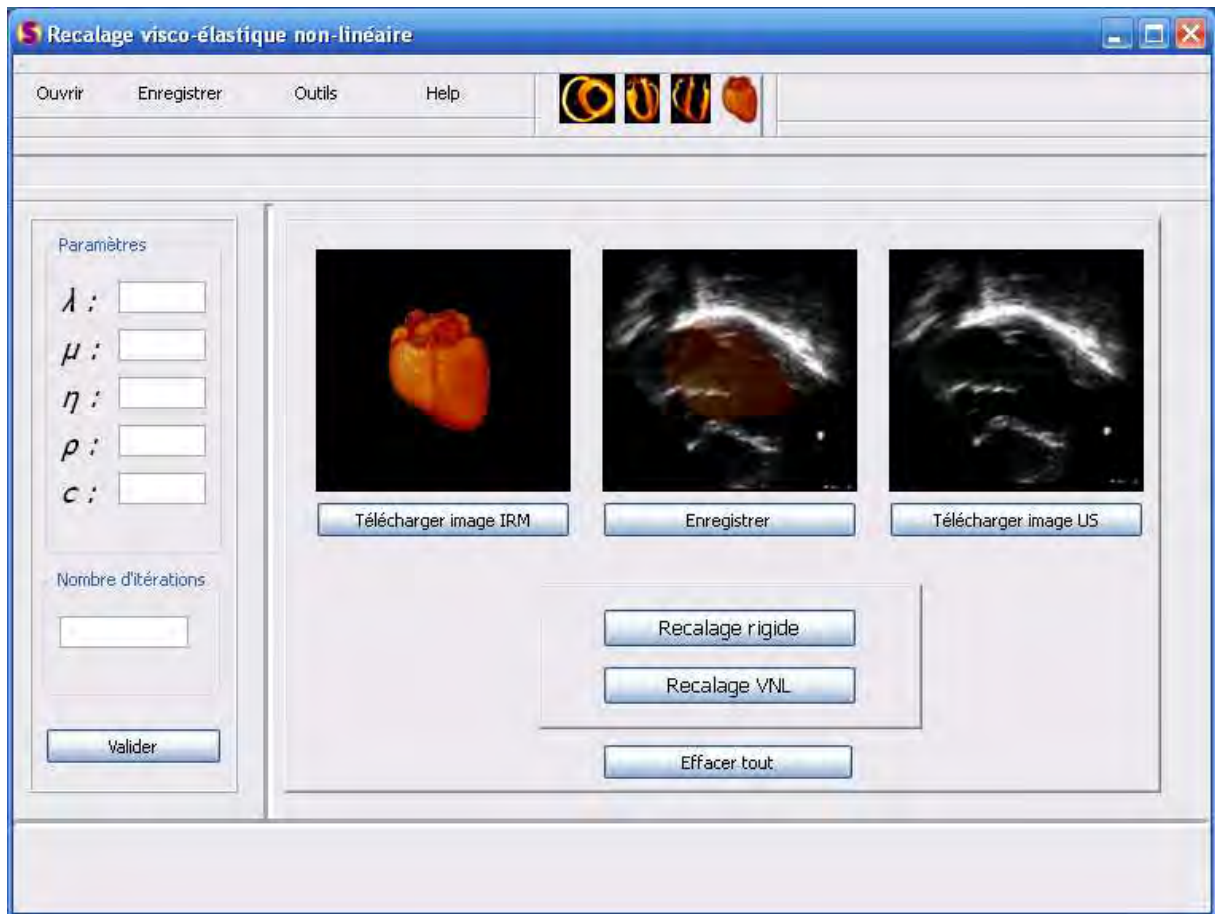 Recalage visco-élastique non-linéaire
Ouvrir Enregistrer Outils Help
Paramètres
λ :
μ :
η :
ρ :
c :
Nombre d'itérations
Valider
Télécharger image IRM Enregistrer Télécharger image US
Recalage rigide
Recalage VNL
Effacer tout